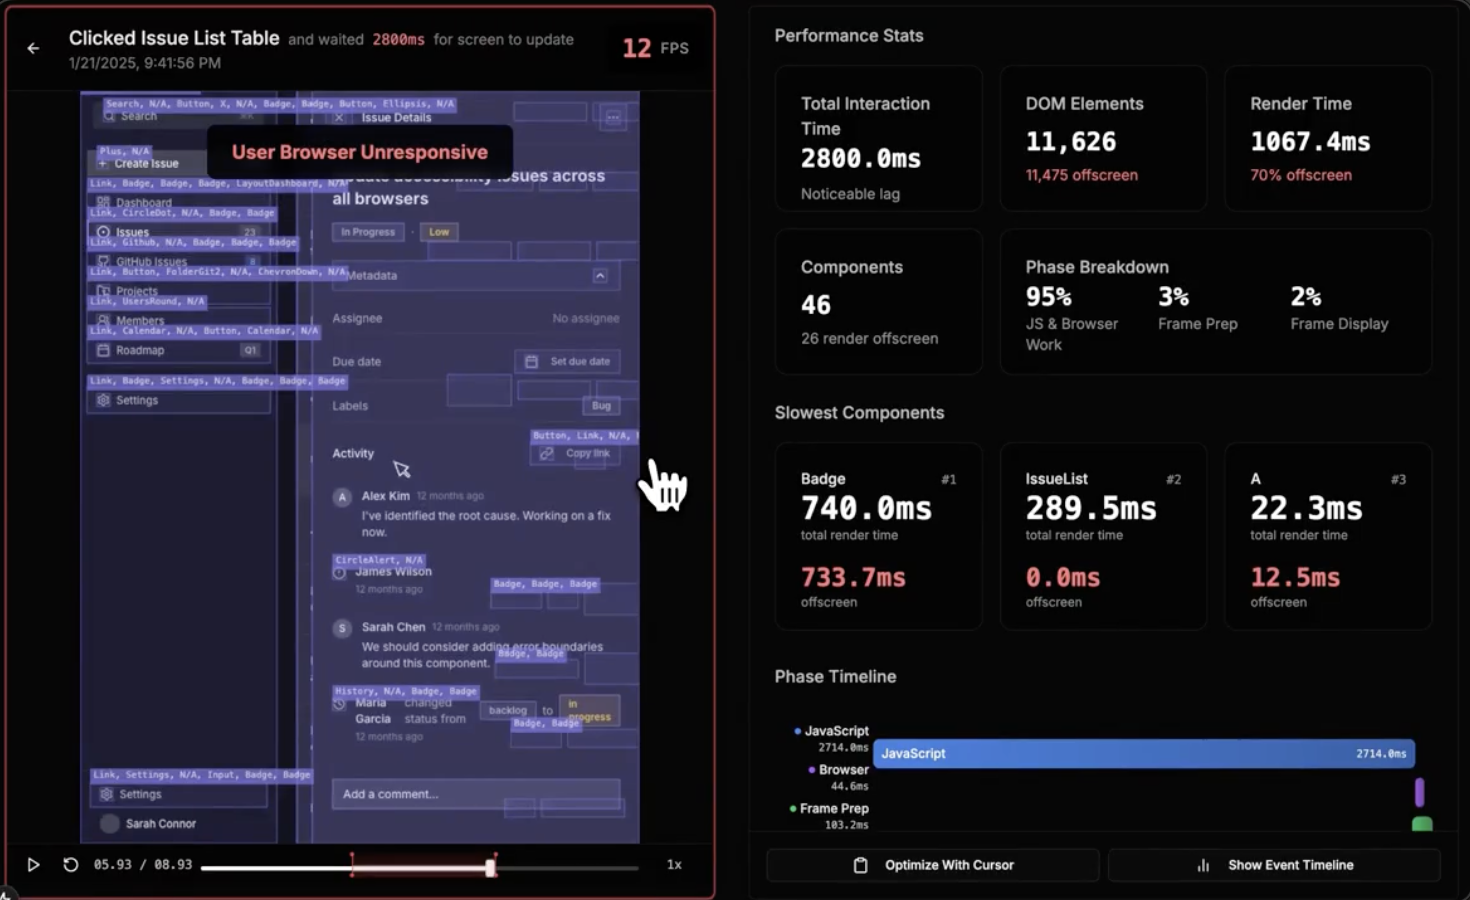 Clicked Issue List Table and waited 2800ms for screen to update
1/21/2025, 9:41:56 PM
12 FPS
Search, N/A, Button, X, N/A, Badge, Badge, Button, Ellipsis, N/A
Search
Issue Details
User Browser Unresponsive
Plus, N/A
Create Issue
Link, Badge, Badge, Badge, LayoutDashboard, N/A
Dashboard
Link, CircleDot, N/A, Badge, Badge
Issues 23
Link, Github, N/A, Badge, Badge, Badge
GitHub Issues 8
Link, Button, FolderGit2, N/A, ChevronDown, N/A
Projects
Link, UsersRound, N/A
Members
Link, Calendar, N/A, Button, Calendar, N/A
Roadmap Q1
Link, Badge, Settings, N/A, Badge, Badge, Badge
Settings
accessibility issues across
all browsers
In Progress · Low
Metadata
Assignee No assignee
Due date Set due date
Labels Bug
Button, Link, N/A,
Activity Copy link
A Alex Kim 12 months ago
I've identified the root cause. Working on a fix
now.
CircleAlert, N/A
James Wilson
12 months ago
Badge, Badge, Badge
S Sarah Chen 12 months ago
We should consider adding error boundaries
around this component.
Badge, Badge
History, N/A, Badge, Badge
Maria Garcia changed status from backlog to in progress
Badge, Badge
12 months ago
Link, Settings, N/A, Input, Badge, Badge
Settings
Add a comment...
Sarah Connor
05.93 / 08.93
1x
Performance Stats
Total Interaction
Time
2800.0ms
Noticeable lag
DOM Elements
11,626
11,475 offscreen
Render Time
1067.4ms
70% offscreen
Components
46
26 render offscreen
Phase Breakdown
95% 3% 2%
JS & Browser Frame Prep Frame Display
Work
Slowest Components
Badge #1
740.0ms
total render time
733.7ms
offscreen
IssueList #2
289.5ms
total render time
0.0ms
offscreen
A #3
22.3ms
total render time
12.5ms
offscreen
Phase Timeline
JavaScript
2714.0ms
JavaScript 2714.0ms
Browser
44.6ms
Frame Prep
103.2ms
Optimize With Cursor
Show Event Timeline